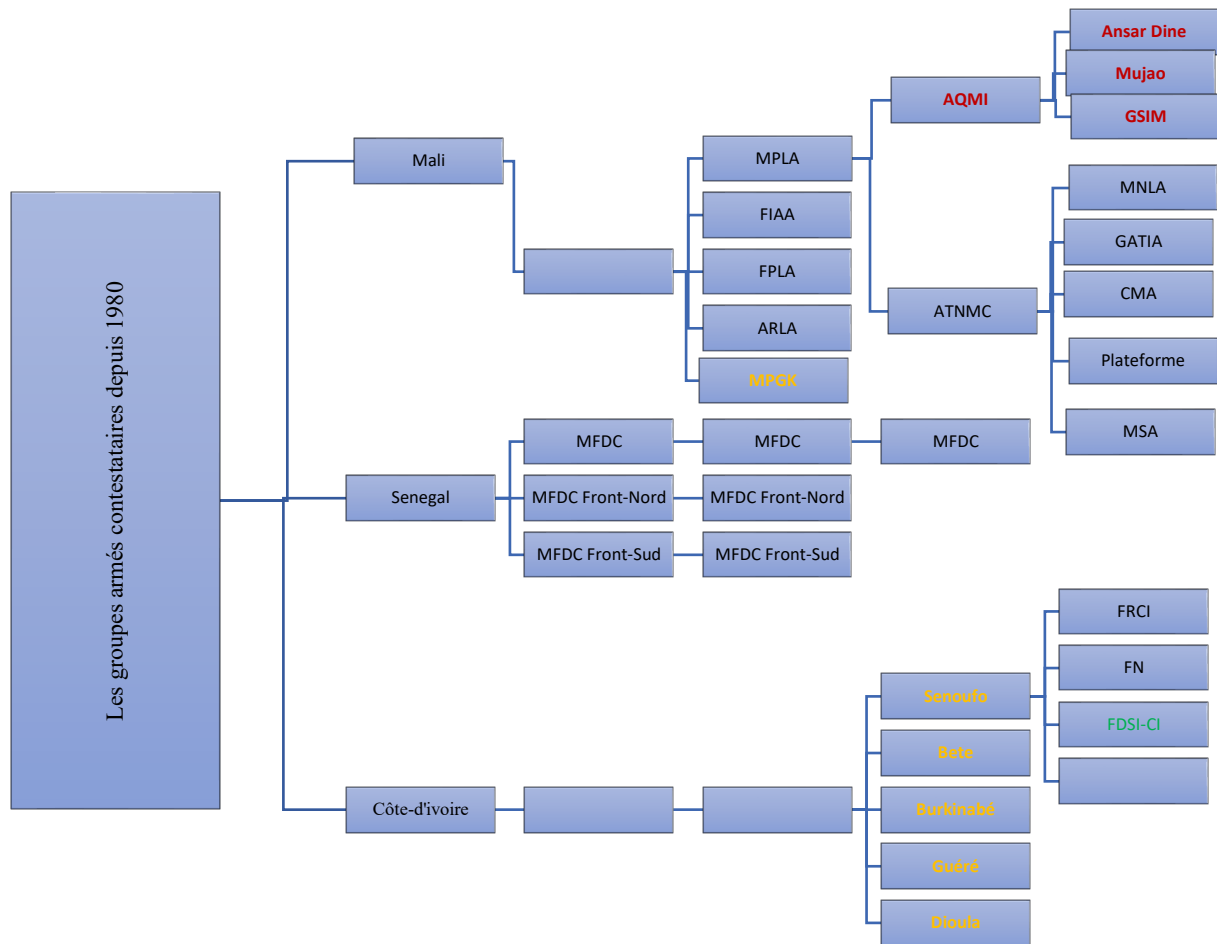 Les groupes armés contestataires depuis 1980
Mali
MPLA
FIAA
FPLA
ARLA
MPGK
AQMI
Ansar Dine
Mujao
GSIM
ATNMC
MNLA
GATIA
CMA
Plateforme
MSA
Senegal
MFDC
MFDC
MFDC
MFDC Front-Nord
MFDC Front-Nord
MFDC Front-Sud
MFDC Front-Sud
Côte-d'ivoire
Senoufo
Bete
Burkinabé
Guéré
Dioula
FRCI
FN
FDSI-CI